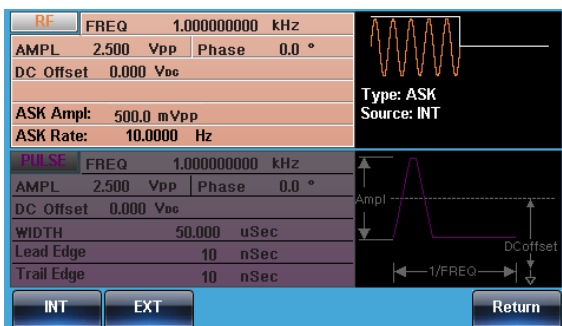 RF FREQ 1.000000000 kHz
AMPL 2.500 Vpp Phase 0.0 °
DC Offset 0.000 VDC
ASK Ampl: 500.0 mVpp
ASK Rate: 10.0000 Hz
Type: ASK
Source: INT
PULSE FREQ 1.000000000 kHz
AMPL 2.500 Vpp Phase 0.0 °
DC Offset 0.000 VDC
WIDTH 50.000 uSec
Lead Edge 10 nSec
Trail Edge 10 nSec
Ampl
DCoffset
1/FREQ
INT EXT Return